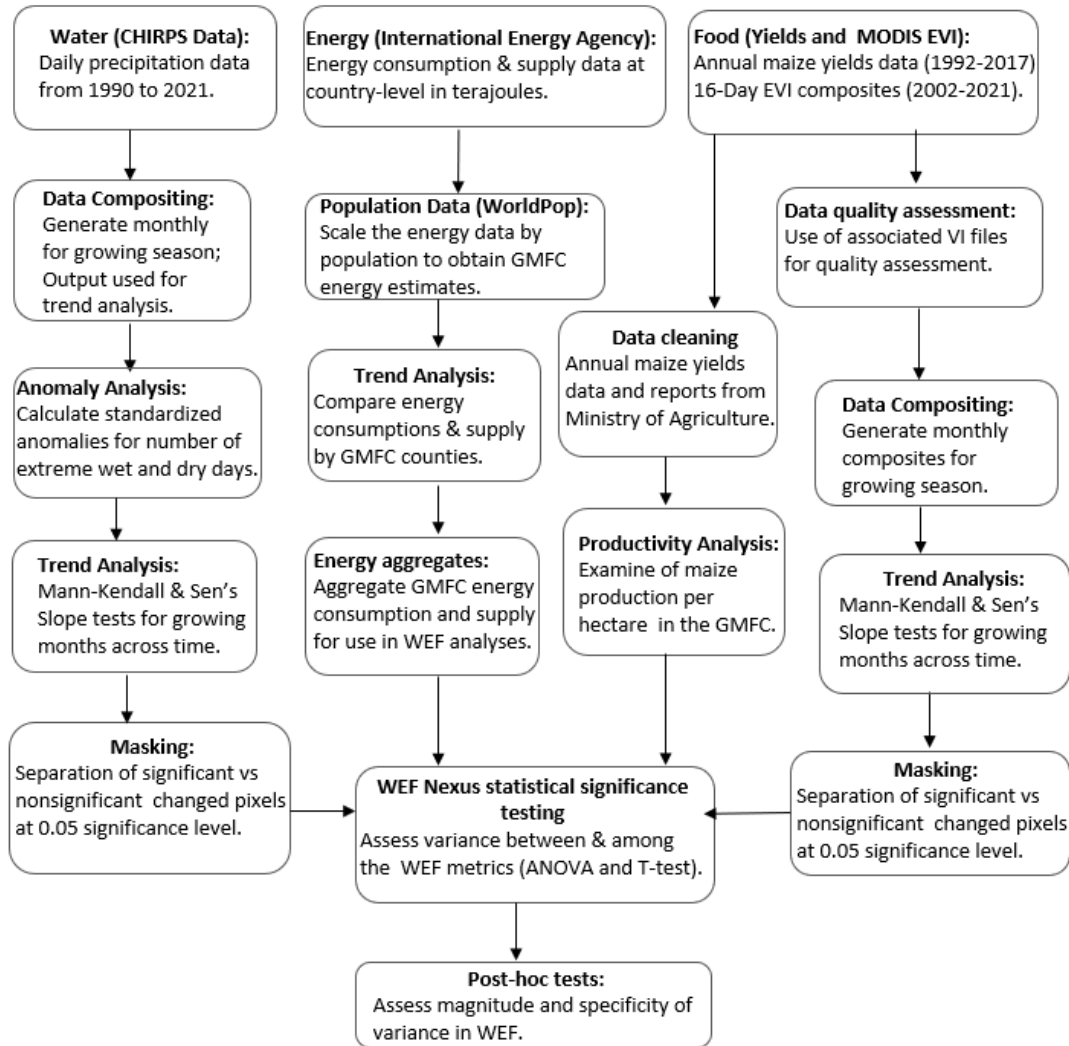 Water (CHIRPS Data):
Daily precipitation data
from 1990 to 2021.
Energy (International Energy Agency):
Energy consumption & supply data at
country-level in terajoules.
Food (Yields and MODIS EVI):
Annual maize yields data (1992-2017)
16-Day EVI composites (2002-2021).
Data Compositing:
Generate monthly
for growing season;
Output used for
trend analysis.
Population Data (WorldPop):
Scale the energy data by
population to obtain GMFC
energy estimates.
Data quality assessment:
Use of associated VI files
for quality assessment.
Anomaly Analysis:
Calculate standardized
anomalies for number of
extreme wet and dry days.
Trend Analysis:
Compare energy
consumptions & supply
by GMFC counties.
Data cleaning
Annual maize yields
data and reports from
Ministry of Agriculture.
Data Compositing:
Generate monthly
composites for
growing season.
Trend Analysis:
Mann-Kendall & Sen's
Slope tests for growing
months across time.
Energy aggregates:
Aggregate GMFC energy
consumption and supply
for use in WEF analyses.
Productivity Analysis:
Examine of maize
production per
hectare in the GMFC.
Trend Analysis:
Mann-Kendall & Sen's
Slope tests for growing
months across time.
Masking:
Separation of significant vs
nonsignificant changed pixels
at 0.05 significance level.
WEF Nexus statistical significance
testing
Assess variance between & among
the WEF metrics (ANOVA and T-test).
Masking:
Separation of significant vs
nonsignificant changed pixels
at 0.05 significance level.
Post-hoc tests:
Assess magnitude and specificity of
variance in WEF.